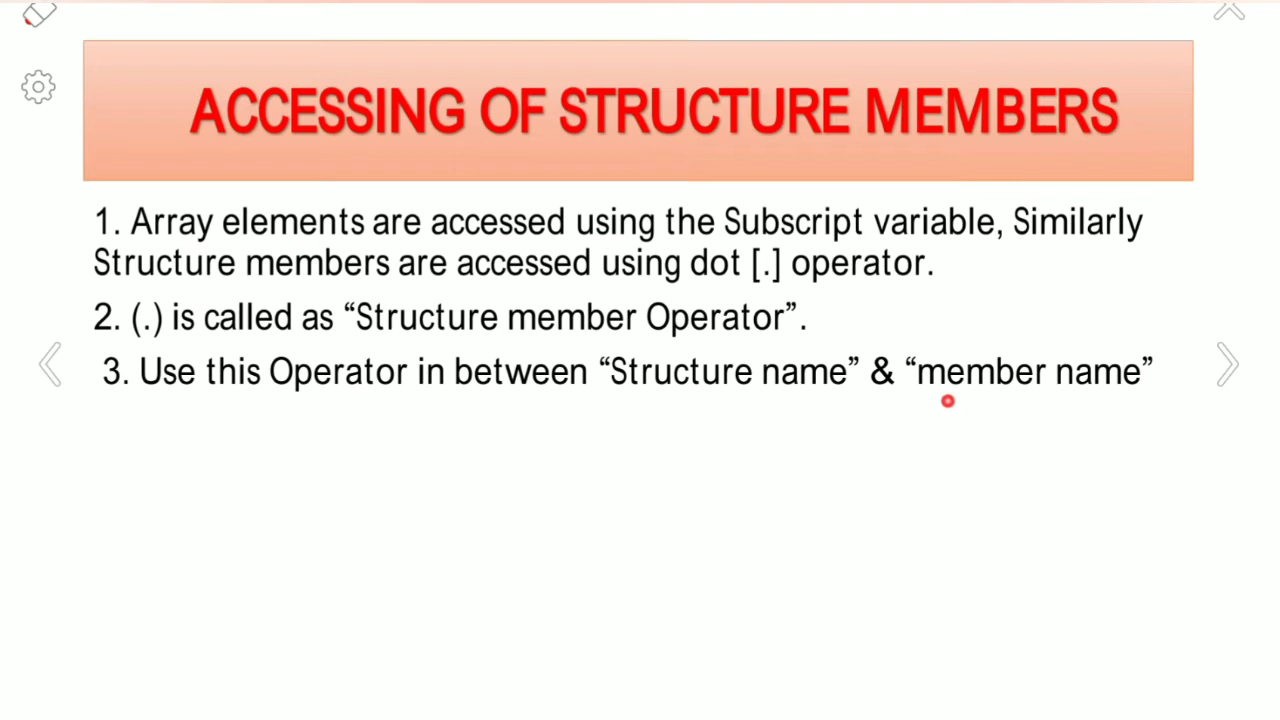 ACCESSING OF STRUCTURE MEMBERS
1. Array elements are accessed using the Subscript variable, Similarly
Structure members are accessed using dot [.] operator.
2. (.) is called as “Structure member Operator”.
3. Use this Operator in between “Structure name” & “member name”